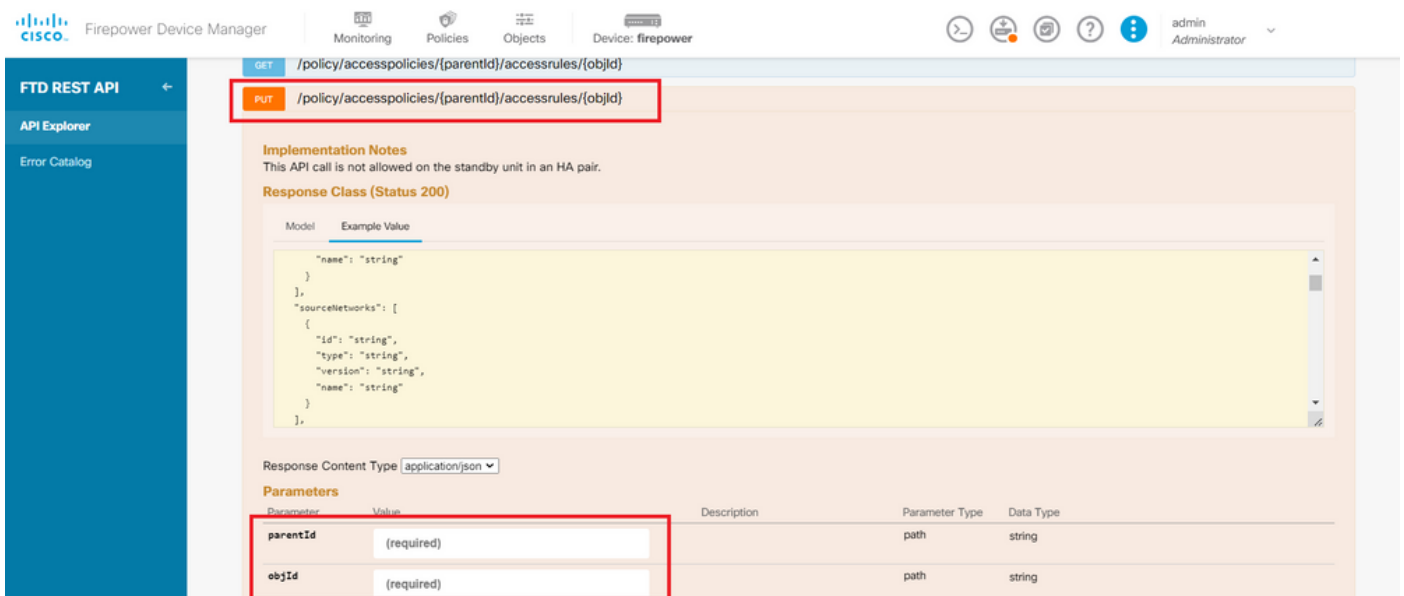 CISCO. Firepower Device Manager
Monitoring Policies Objects Device: firepower
admin
Administrator
FTD REST API
API Explorer
Error Catalog
GET /policy/accesspolicies/{parentId}/accessrules/{objId}
PUT /policy/accesspolicies/{parentId}/accessrules/{objId}
Implementation Notes
This API call is not allowed on the standby unit in an HA pair.
Response Class (Status 200)
Model Example Value
"name": "string"
}
],
"sourceNetworks": [
{
"id": "string",
"type": "string",
"version": "string",
"name": "string"
}
],
Response Content Type application/json
Parameters
Parameter Value Description Parameter Type Data Type
parentId (required) path string
objId (required) path string